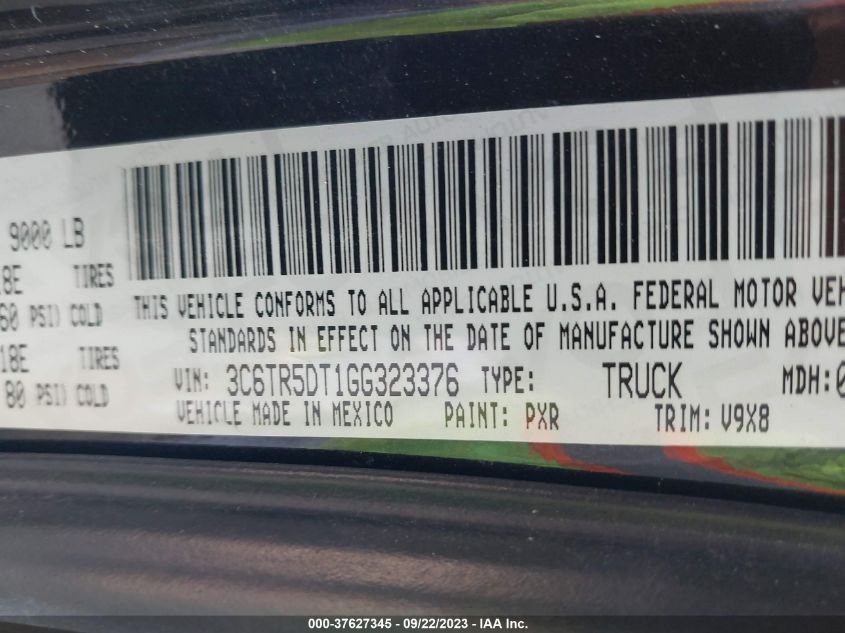 9000 LB
18E TIRES
60 PSI) COLD
THIS VEHICLE CONFORMS TO ALL APPLICABLE U.S.A. FEDERAL MOTOR VEH
STANDARDS IN EFFECT ON THE DATE OF MANUFACTURE SHOWN ABOVE
18E TIRES
80 PSI) COLD
VIN: 3C6TR5DT1GG323376 TYPE: TRUCK MDH:0
VEHICLE MADE IN MEXICO PAINT: PXR TRIM: V9X8
000-37627345 - 09/22/2023 - IAA Inc.